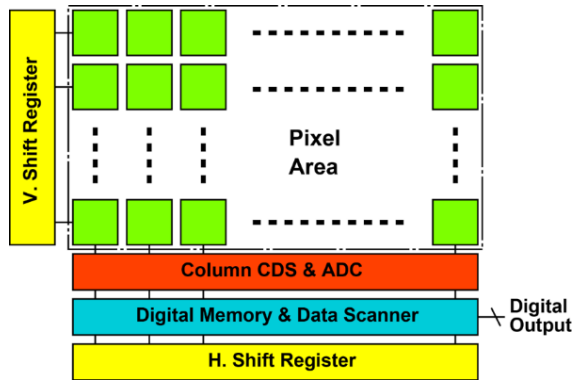 V. Shift Register
Pixel
Area
Column CDS & ADC
Digital Memory & Data Scanner
Digital
Output
H. Shift Register